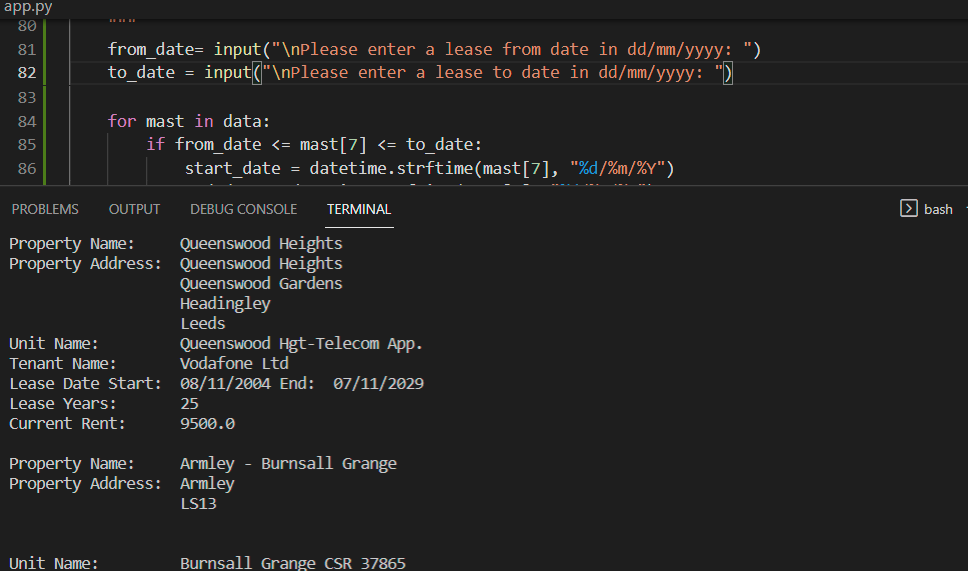 app.py
80 """
81 from_date= input("\nPlease enter a lease from date in dd/mm/yyyy: ")
82 to_date = input("\nPlease enter a lease to date in dd/mm/yyyy: ")
83
84 for mast in data:
85 if from_date <= mast[7] <= to_date:
86 start_date = datetime.strftime(mast[7], "%d/%m/%Y")
PROBLEMS OUTPUT DEBUG CONSOLE TERMINAL bash
Property Name: Queenswood Heights
Property Address: Queenswood Heights
Queenswood Gardens
Headingley
Leeds
Unit Name: Queenswood Hgt-Telecom App.
Tenant Name: Vodafone Ltd
Lease Date Start: 08/11/2004 End: 07/11/2029
Lease Years: 25
Current Rent: 9500.0
Property Name: Armley - Burnsall Grange
Property Address: Armley
LS13
Unit Name: Burnsall Grange CSR 37865